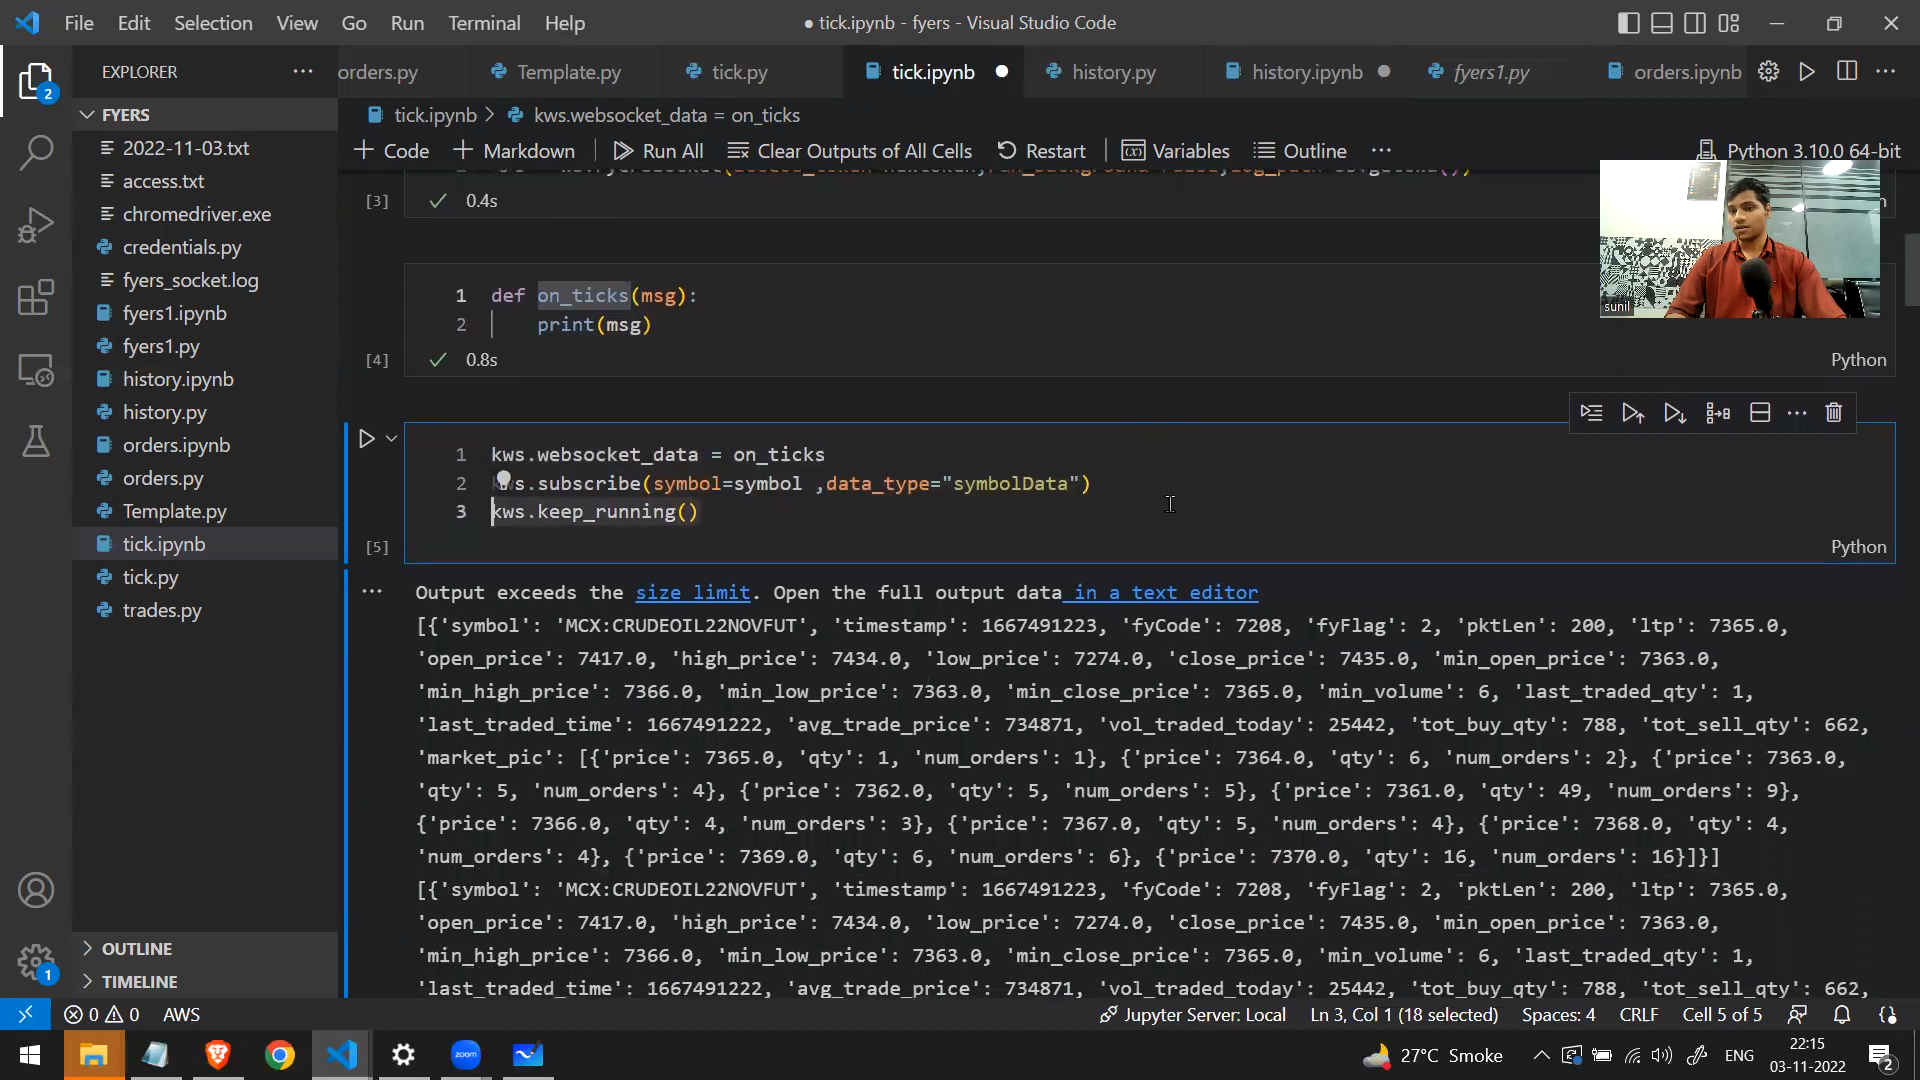 File Edit Selection View Go Run Terminal Help
● tick.ipynb - fyers - Visual Studio Code
EXPLORER
orders.py Template.py tick.py tick.ipynb history.py history.ipynb fyers1.py orders.ipynb
FYERS
tick.ipynb > kws.websocket_data = on_ticks
+ Code + Markdown Run All Clear Outputs of All Cells Restart Variables Outline ... Python 3.10.0 64-bit
2022-11-03.txt
access.txt
chromedriver.exe
credentials.py
fyers_socket.log
fyers1.ipynb
fyers1.py
history.ipynb
history.py
orders.ipynb
orders.py
Template.py
tick.ipynb
tick.py
trades.py
OUTLINE
TIMELINE
[3] 0.4s
sunil
1 def on_ticks(msg):
2 print(msg)
[4] 0.8s
Python
1 kws.websocket_data = on_ticks
2 kws.subscribe(symbol=symbol ,data_type="symbolData")
3 kws.keep_running()
[5] Python
Output exceeds the size limit. Open the full output data in a text editor
[{'symbol': 'MCX:CRUDEOIL22NOVFUT', 'timestamp': 1667491223, 'fyCode': 7208, 'fyFlag': 2, 'pktLen': 200, 'ltp': 7365.0,
'open_price': 7417.0, 'high_price': 7434.0, 'low_price': 7274.0, 'close_price': 7435.0, 'min_open_price': 7363.0,
'min_high_price': 7366.0, 'min_low_price': 7363.0, 'min_close_price': 7365.0, 'min_volume': 6, 'last_traded_qty': 1,
'last_traded_time': 1667491222, 'avg_trade_price': 734871, 'vol_traded_today': 25442, 'tot_buy_qty': 788, 'tot_sell_qty': 662,
'market_pic': [{'price': 7365.0, 'qty': 1, 'num_orders': 1}, {'price': 7364.0, 'qty': 6, 'num_orders': 2}, {'price': 7363.0,
'qty': 5, 'num_orders': 4}, {'price': 7362.0, 'qty': 5, 'num_orders': 5}, {'price': 7361.0, 'qty': 49, 'num_orders': 9},
{'price': 7366.0, 'qty': 4, 'num_orders': 3}, {'price': 7367.0, 'qty': 5, 'num_orders': 4}, {'price': 7368.0, 'qty': 4,
'num_orders': 4}, {'price': 7369.0, 'qty': 6, 'num_orders': 6}, {'price': 7370.0, 'qty': 16, 'num_orders': 16}]}]
[{'symbol': 'MCX:CRUDEOIL22NOVFUT', 'timestamp': 1667491223, 'fyCode': 7208, 'fyFlag': 2, 'pktLen': 200, 'ltp': 7365.0,
'open_price': 7417.0, 'high_price': 7434.0, 'low_price': 7274.0, 'close_price': 7435.0, 'min_open_price': 7363.0,
'min_high_price': 7366.0, 'min_low_price': 7363.0, 'min_close_price': 7365.0, 'min_volume': 6, 'last_traded_qty': 1,
'last_traded_time': 1667491222, 'avg_trade_price': 734871, 'vol_traded_today': 25442, 'tot_buy_qty': 788, 'tot_sell_qty': 662,
0 0 AWS
Jupyter Server: Local Ln 3, Col 1 (18 selected) Spaces: 4 CRLF Cell 5 of 5
zoom
27°C Smoke ENG
22:15
03-11-2022
2
2
1